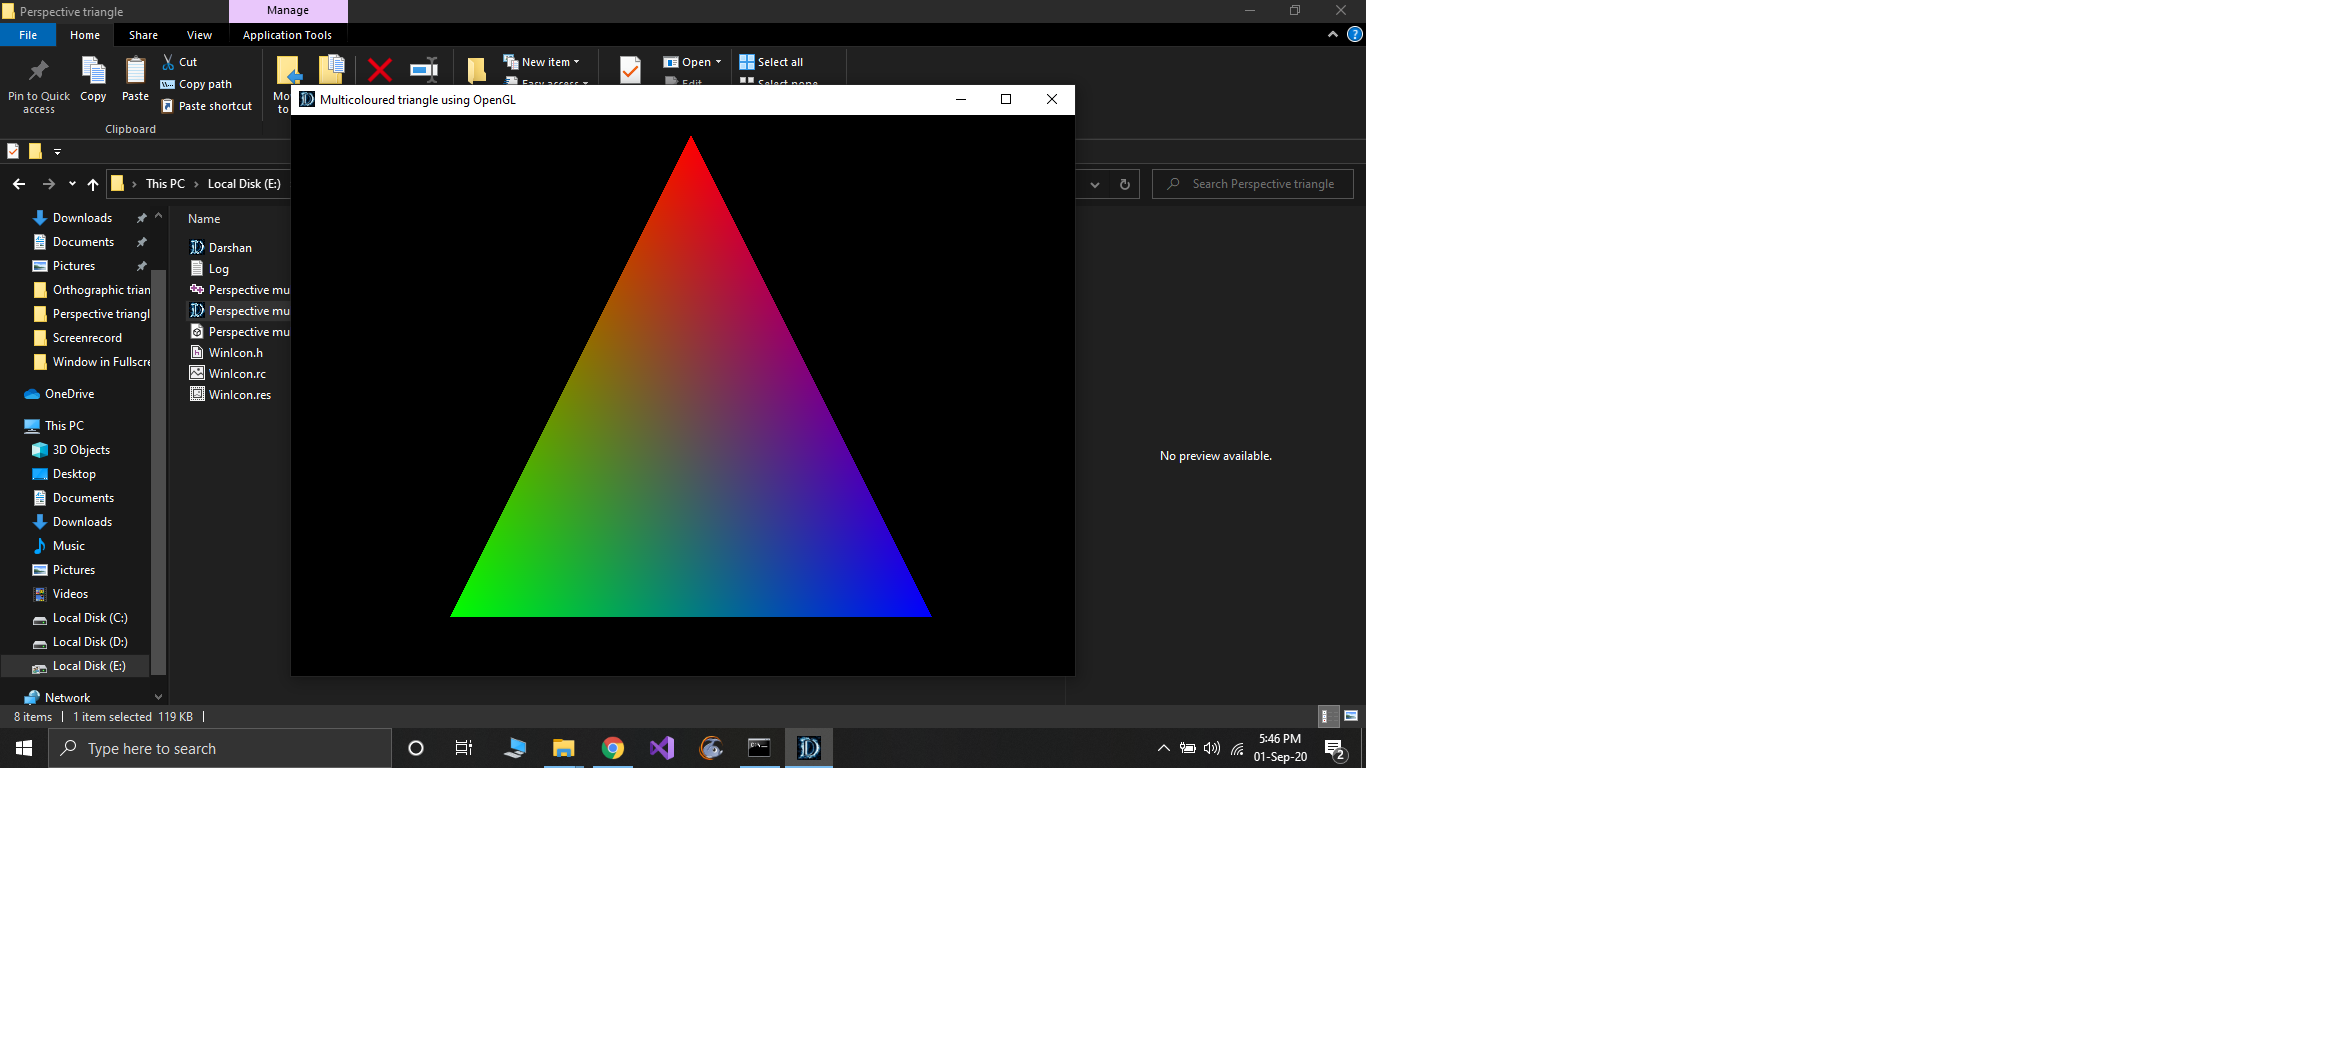 Perspective triangle
Manage
File
Home
Share
View
Application Tools
Pin to Quick
access
Copy
Paste
Cut
Copy path
Paste shortcut
Clipboard
to
New item
Easy access
Open
Edit
Select all
Select none
Multicoloured triangle using OpenGL
This PC
Local Disk (E:)
Search Perspective triangle
Downloads
Documents
Pictures
Orthographic trian
Perspective triangl
Screenrecord
Window in Fullscre
OneDrive
This PC
3D Objects
Desktop
Documents
Downloads
Music
Pictures
Videos
Local Disk (C:)
Local Disk (D:)
Local Disk (E:)
Network
Name
Darshan
Log
Perspective mu
Perspective mu
Perspective mu
WinIcon.h
WinIcon.rc
WinIcon.res
No preview available.
8 items
1 item selected 119 KB
Type here to search
5:46 PM
01-Sep-20
2